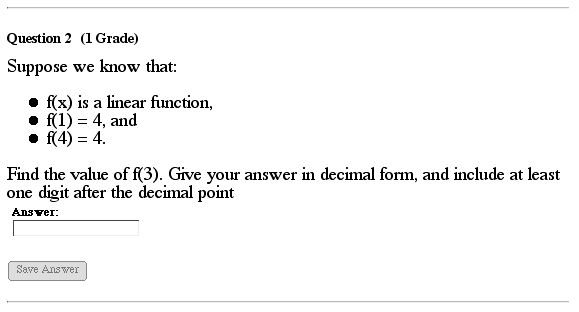 Question 2 (1 Grade)
Suppose we know that:
● f(x) is a linear function,
● f(1) = 4, and
● f(4) = 4.
Find the value of f(3). Give your answer in decimal form, and include at least
one digit after the decimal point
Answer:
Save Answer